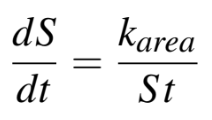 dS/dt = k_area/St